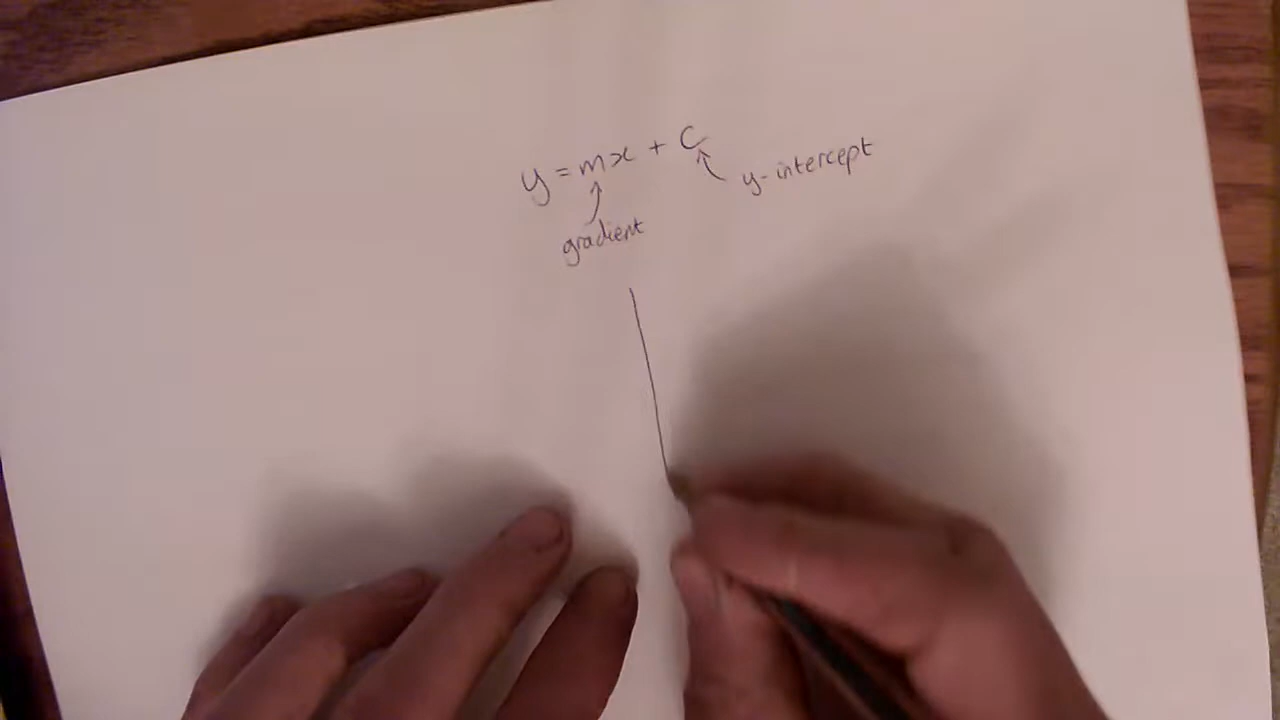 y = mx + c
y-intercept
gradient